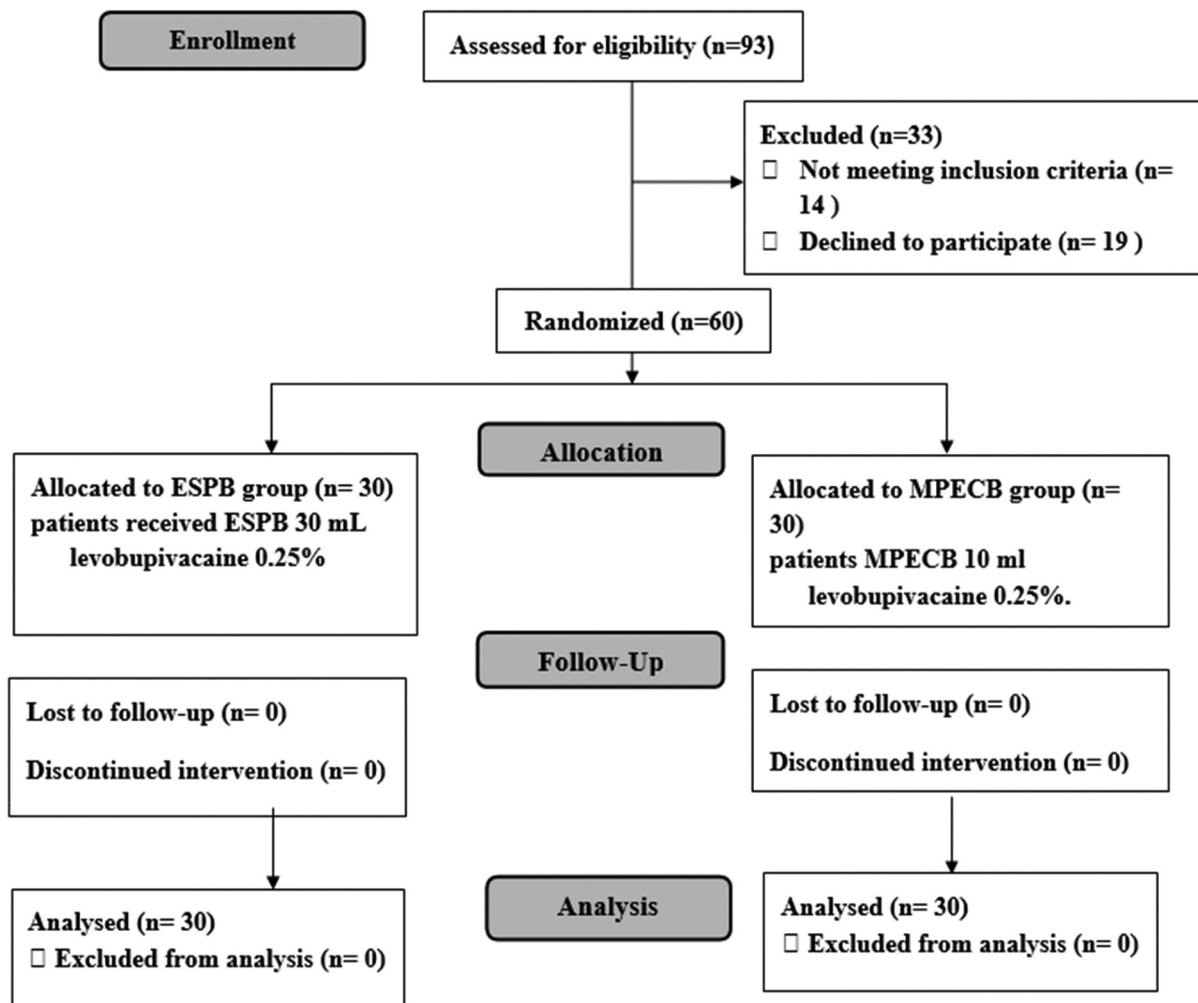 Enrollment
Assessed for eligibility (n=93)
Excluded (n=33)
□ Not meeting inclusion criteria (n=
14 )
□ Declined to participate (n= 19 )
Randomized (n=60)
Allocation
Allocated to ESPB group (n= 30)
patients received ESPB 30 mL
levobupivacaine 0.25%
Allocated to MPECB group (n=
30)
patients MPECB 10 ml
levobupivacaine 0.25%.
Follow-Up
Lost to follow-up (n= 0)
Discontinued intervention (n= 0)
Lost to follow-up (n= 0)
Discontinued intervention (n= 0)
Analysis
Analysed (n= 30)
□ Excluded from analysis (n= 0)
Analysed (n= 30)
□ Excluded from analysis (n= 0)